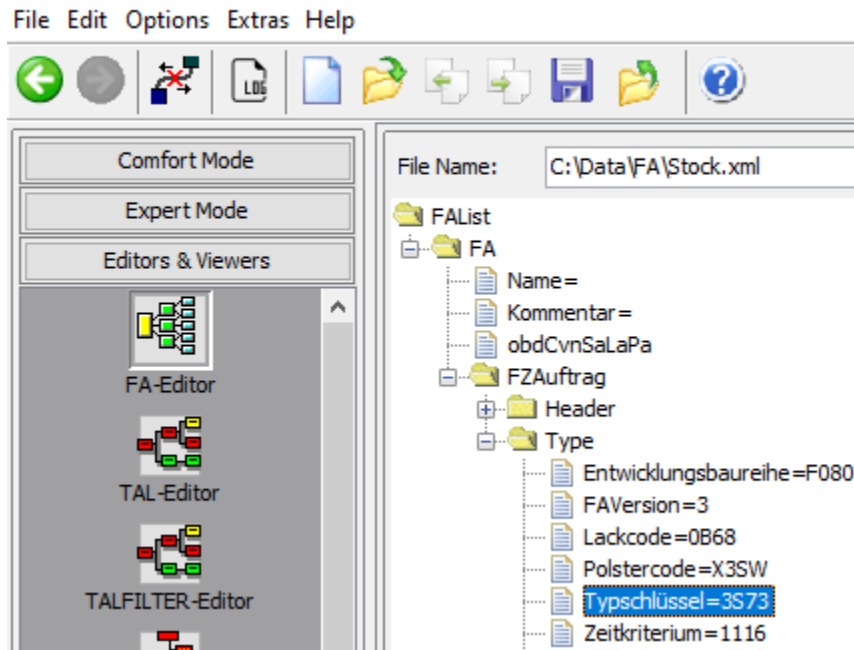 File Edit Options Extras Help
LOG
Comfort Mode
Expert Mode
Editors & Viewers
FA-Editor
TAL-Editor
TALFILTER-Editor
File Name: C:\Data\FA\Stock.xml
FAList
FA
Name=
Kommentar=
obdCvnSaLaPa
FZAuftrag
Header
Type
Entwicklungsbaureihe=F080
FAVersion=3
Lackcode=0B68
Polstercode=X3SW
Typschlüssel=3S73
Zeitkriterium=1116